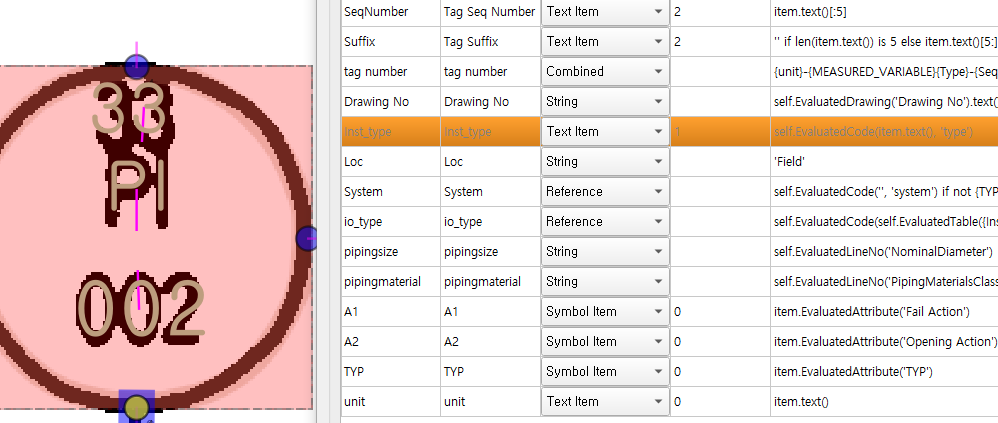 33
PI
002
SeqNumber Tag Seq Number Text Item 2 item.text()[:5]
Suffix Tag Suffix Text Item 2 '' if len(item.text()) is 5 else item.text()[5:]
tag number tag number Combined {unit}-{MEASURED_VARIABLE}{Type}-{Seq
Drawing No Drawing No String self.EvaluatedDrawing('Drawing No').text(
Inst_type Inst_type Text Item 1 self.EvaluatedCode(item.text(), 'type')
Loc Loc String 'Field'
System System Reference self.EvaluatedCode('', 'system') if not {TYP
io_type io_type Reference self.EvaluatedCode(self.EvaluatedTable({Ins
pipingsize pipingsize String self.EvaluatedLineNo('NominalDiameter')
pipingmaterial pipingmaterial String self.EvaluatedLineNo('PipingMaterialsClass
A1 A1 Symbol Item 0 item.EvaluatedAttribute('Fail Action')
A2 A2 Symbol Item 0 item.EvaluatedAttribute('Opening Action')
TYP TYP Symbol Item 0 item.EvaluatedAttribute('TYP')
unit unit Text Item 0 item.text()